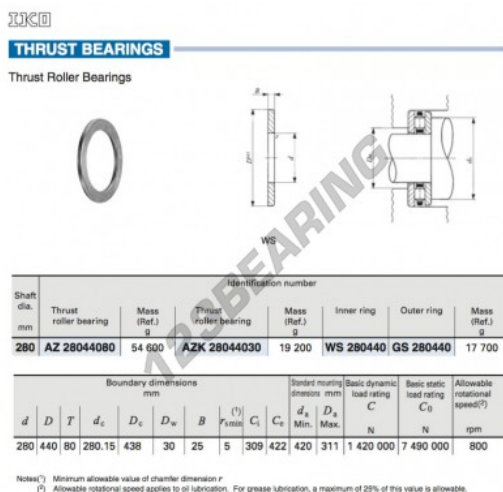 IKO
THRUST BEARINGS
Thrust Roller Bearings
B
r
d
WS
123BEARING
Identification number
Shaft dia. mm | Thrust roller bearing | Mass (Ref.) g | Thrust roller bearing | Mass (Ref.) g | Inner ring | Outer ring | Mass (Ref.) g
280 | AZ 28044080 | 54 600 | AZK 28044030 | 19 200 | WS 280440 | GS 280440 | 17 700
Boundary dimensions mm | Standard mounting dimensions mm | Basic dynamic load rating C N | Basic static load rating C0 N | Allowable rotational speed(2) rpm
d | D | T | dc | Dc | Dw | B | rsmin(1) | Ci | Ce | da Min. | Da Max.
280 | 440 | 80 | 280.15 | 438 | 30 | 25 | 5 | 309 | 422 | 420 | 311 | 1 420 000 | 7 490 000 | 800
Notes(1) Minimum allowable value of chamfer dimension r
(2) Allowable rotational speed applies to oil lubrication. For grease lubrication, a maximum of 25% of this value is allowable.